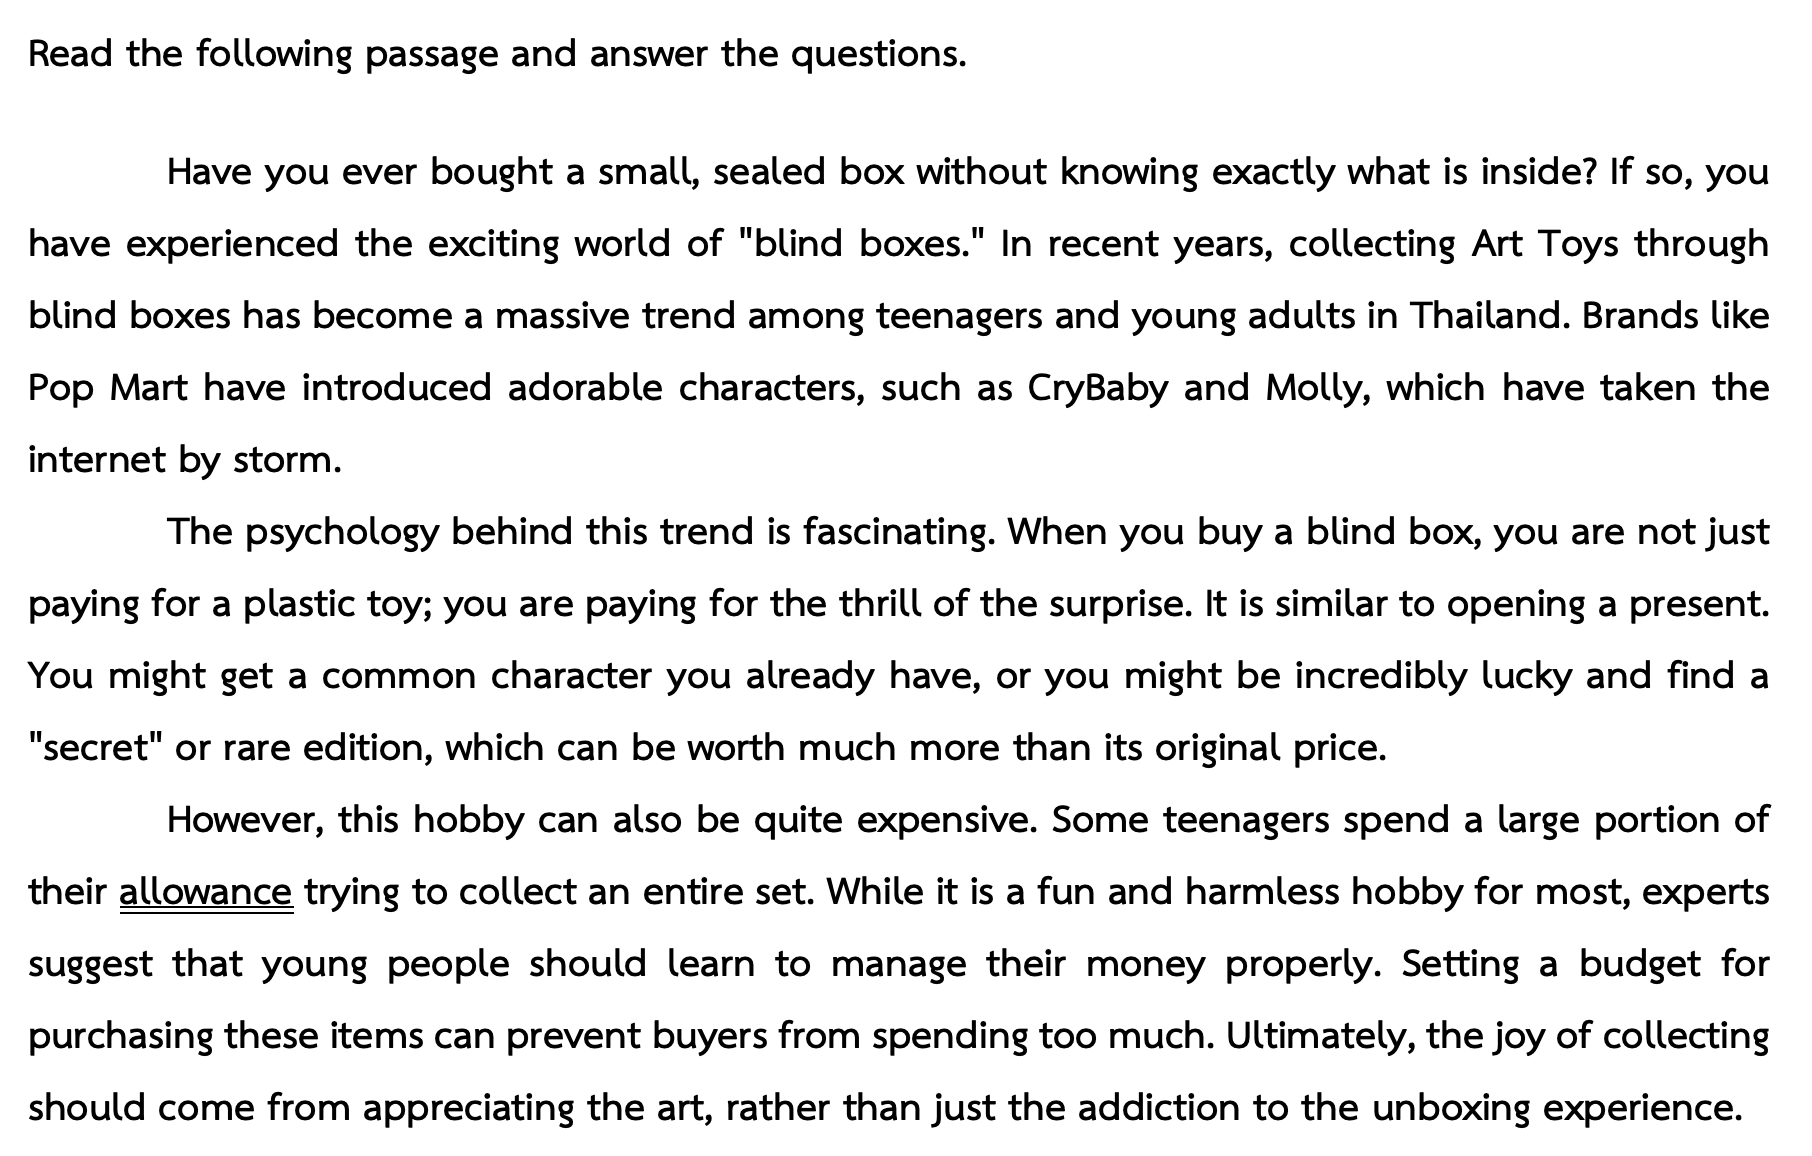 Read the following passage and answer the questions.
Have you ever bought a small, sealed box without knowing exactly what is inside? If so, you
have experienced the exciting world of "blind boxes." In recent years, collecting Art Toys through
blind boxes has become a massive trend among teenagers and young adults in Thailand. Brands like
Pop Mart have introduced adorable characters, such as CryBaby and Molly, which have taken the
internet by storm.
The psychology behind this trend is fascinating. When you buy a blind box, you are not just
paying for a plastic toy; you are paying for the thrill of the surprise. It is similar to opening a present.
You might get a common character you already have, or you might be incredibly lucky and find a
"secret" or rare edition, which can be worth much more than its original price.
However, this hobby can also be quite expensive. Some teenagers spend a large portion of
their allowance trying to collect an entire set. While it is a fun and harmless hobby for most, experts
suggest that young people should learn to manage their money properly. Setting a budget for
purchasing these items can prevent buyers from spending too much. Ultimately, the joy of collecting
should come from appreciating the art, rather than just the addiction to the unboxing experience.